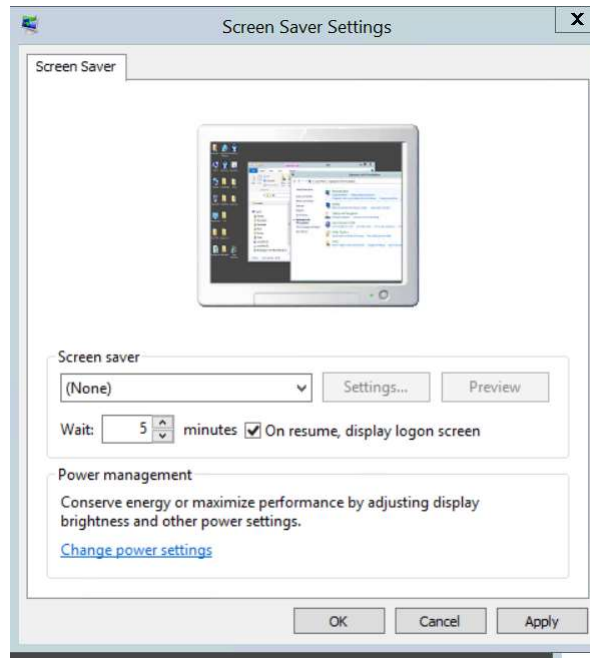 Screen Saver Settings
X
Screen Saver
Screen saver
(None)
Settings...
Preview
Wait: 5 minutes On resume, display logon screen
Power management
Conserve energy or maximize performance by adjusting display
brightness and other power settings.
Change power settings
OK Cancel Apply